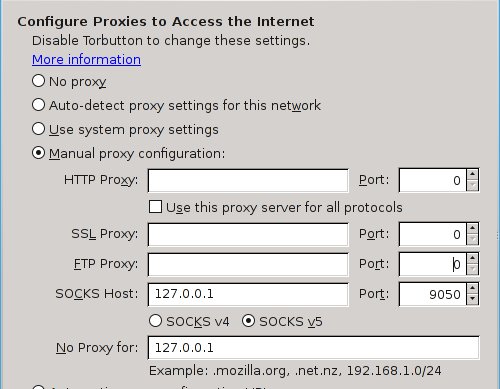 Configure Proxies to Access the Internet
Disable Torbutton to change these settings.
More information
No proxy
Auto-detect proxy settings for this network
Use system proxy settings
Manual proxy configuration:
HTTP Proxy: Port: 0
Use this proxy server for all protocols
SSL Proxy: Port: 0
FTP Proxy: Port: 0
SOCKS Host: 127.0.0.1 Port: 9050
SOCKS v4 SOCKS v5
No Proxy for: 127.0.0.1
Example: .mozilla.org, .net.nz, 192.168.1.0/24